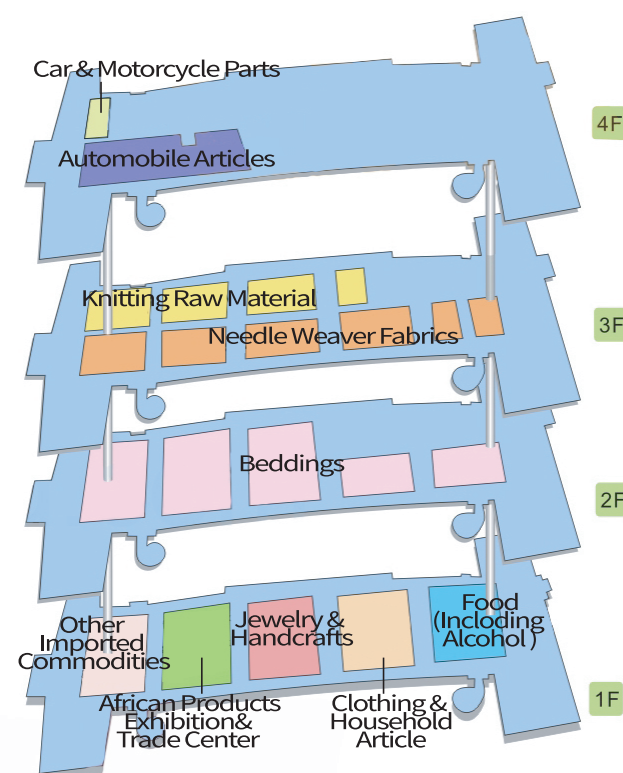 Car & Motorcycle Parts
4F
Automobile Articles
Knitting Raw Material
3F
Needle Weaver Fabrics
Beddings
2F
Other
Imported
Commodities
Jewelry &
Handcrafts
Food
(Including
Alcohol)
African Products
Exhibition&
Trade Center
Clothing &
Household
Article
1F